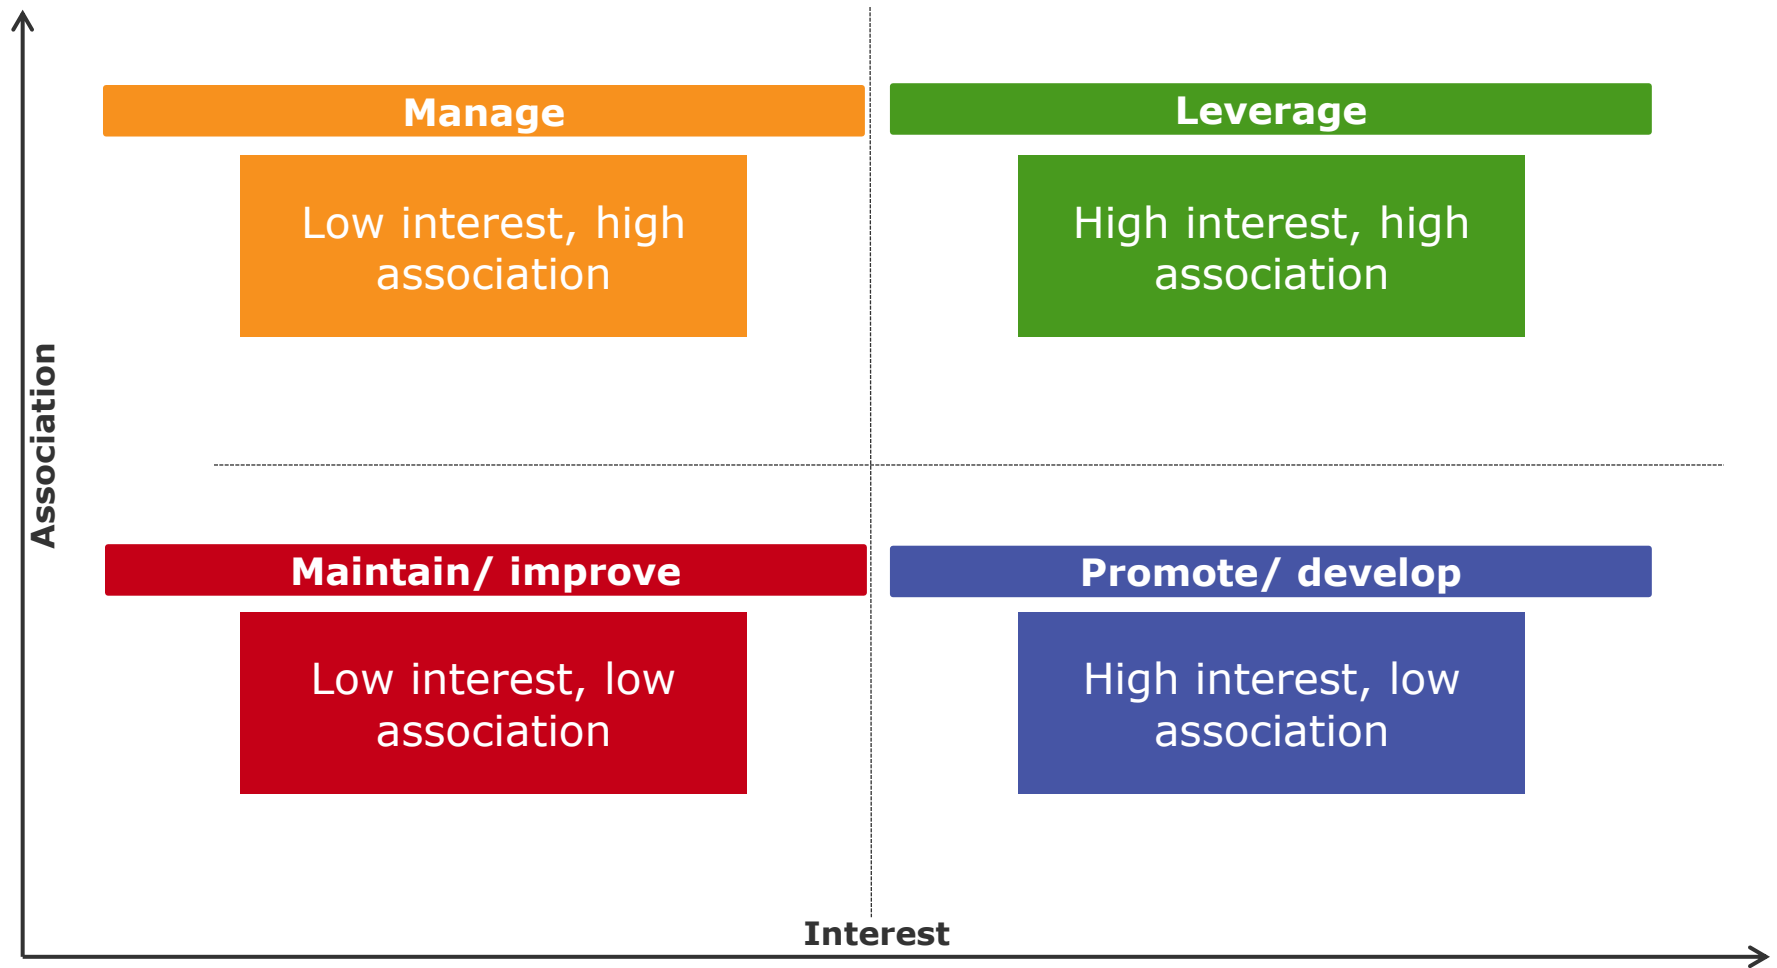 Manage
Leverage
Low interest, high
association
High interest, high
association
Association
Maintain/ improve
Promote/ develop
Low interest, low
association
High interest, low
association
Interest